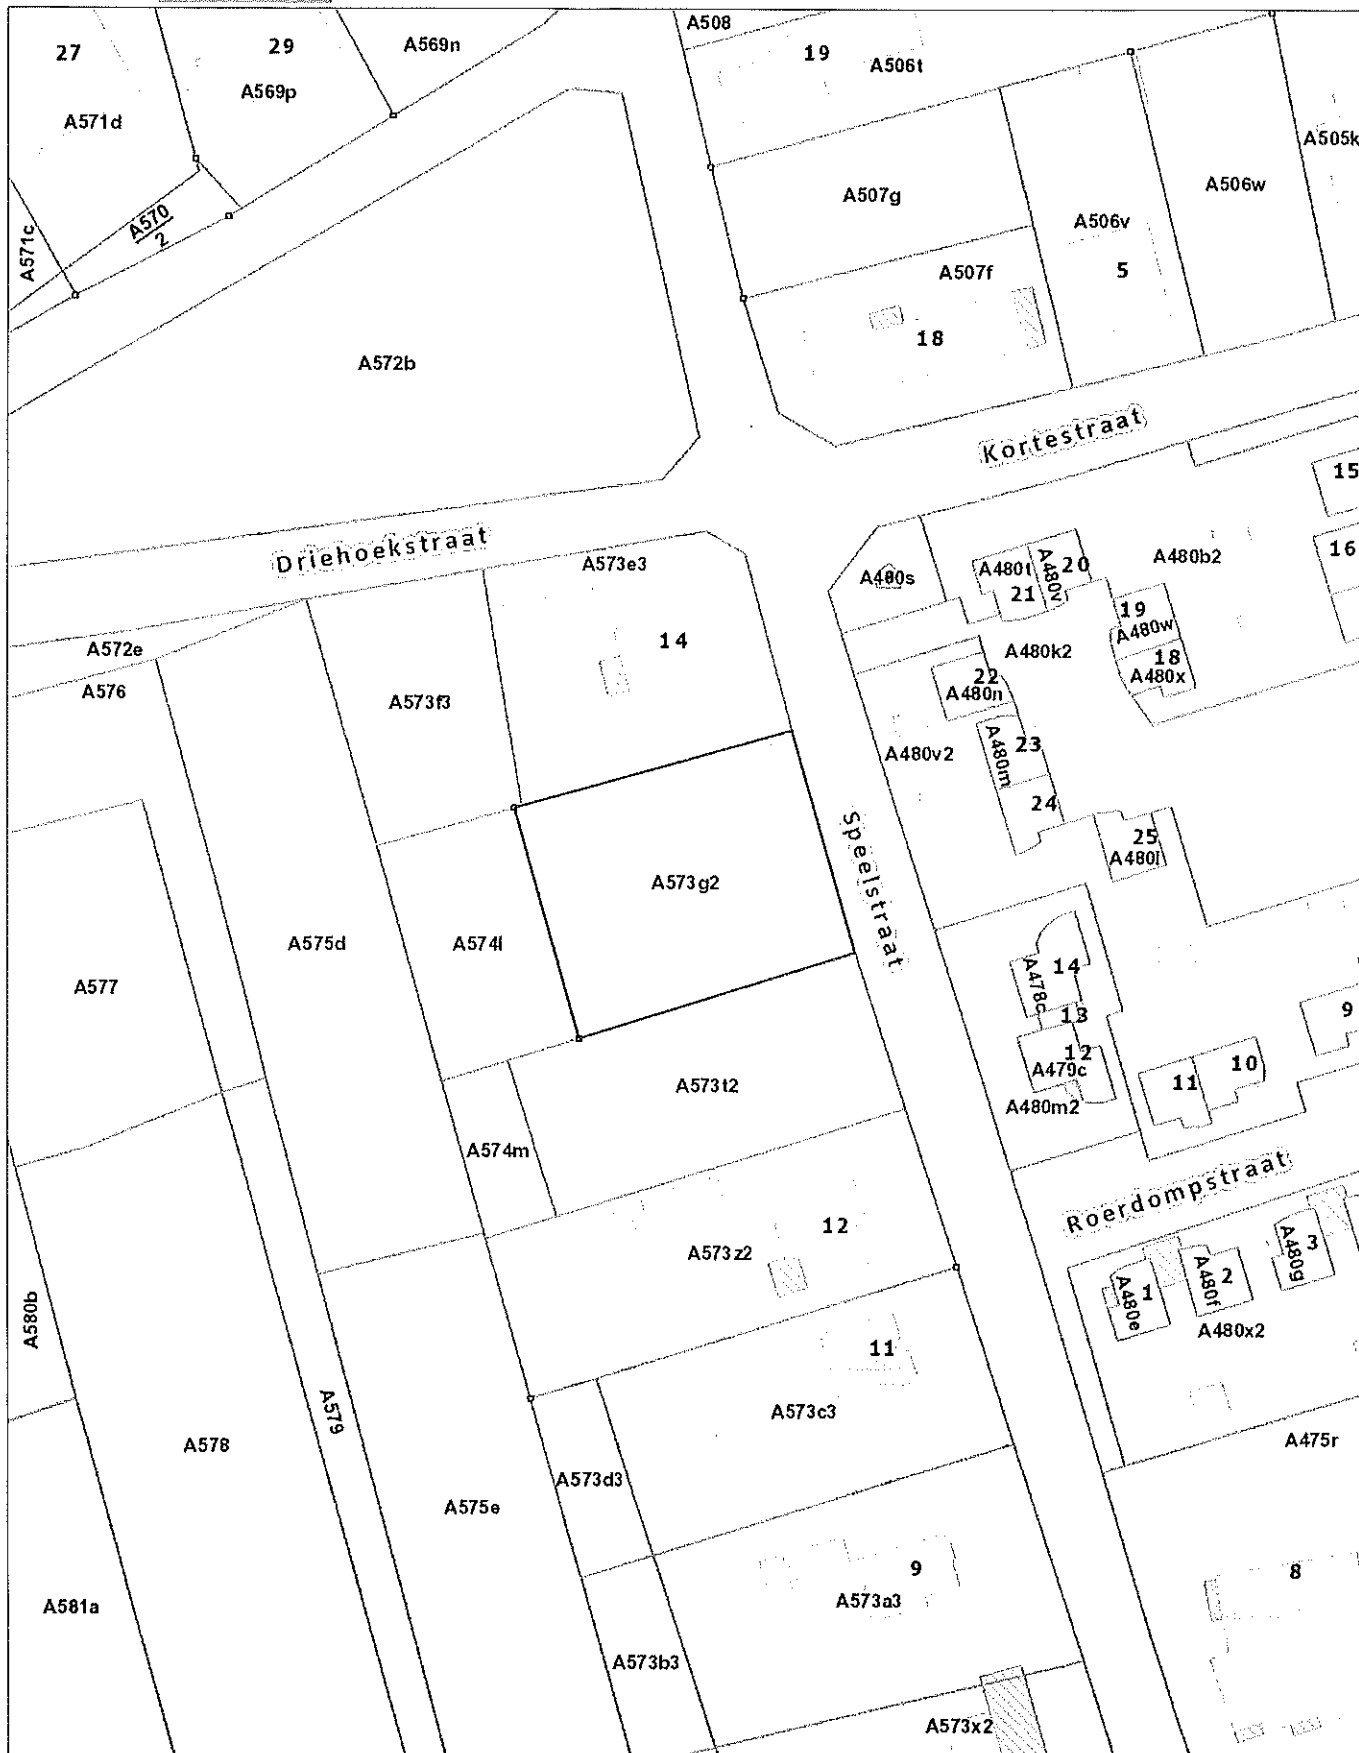 A508
27
29
A569n
19
A506t
A569p
A571d
A505k
A506w
A507g
A570
2
A571c
A506v
A507f
5
18
A572b
Kortestraat
15
Driehoekstraat
A573e3
A480s
A480t
A480v
20
A480b2
16
21
19
A480w
14
A572e
A576
A480k2
18
A480x
22
A480n
A573f3
A480v2
A480m
23
24
Speelstraat
25
A480l
A573g2
A575d
A574l
A577
A478c
14
13
9
12
A479c
A573t2
11
10
A480m2
A574m
Roerdompstraat
12
A573z2
3
A480g
2
A480f
1
A480e
A480x2
A580b
11
A579
A573c3
A578
A475r
A573d3
A575e
9
8
A573a3
A581a
A573b3
A573x2